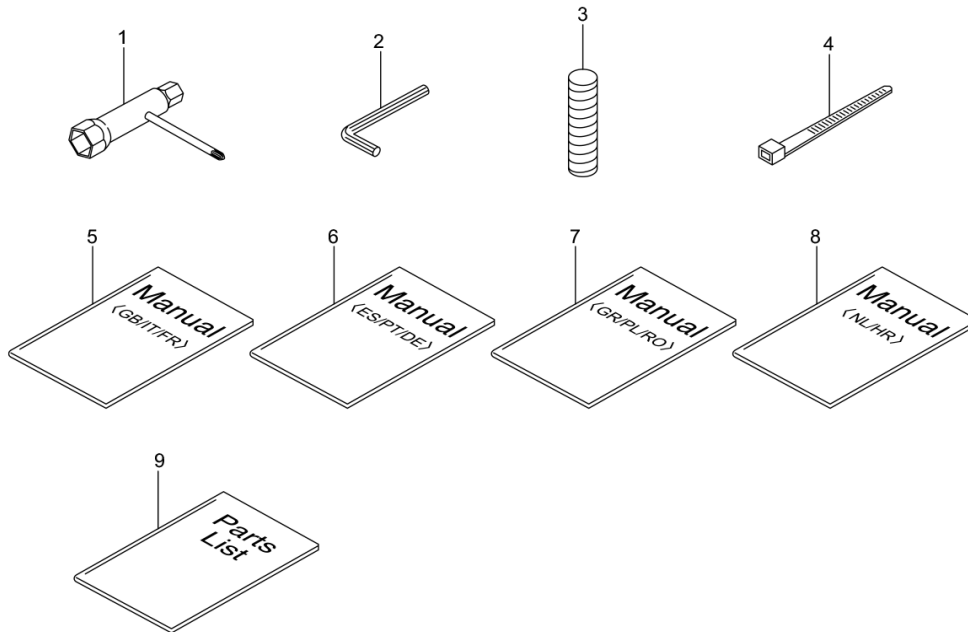 1
2
3
4
5
6
7
8
Manual
〈GB/IT/FR〉
Manual
〈ES/PT/DE〉
Manual
〈GR/PL/RO〉
Manual
〈NL/HR〉
9
Parts
List